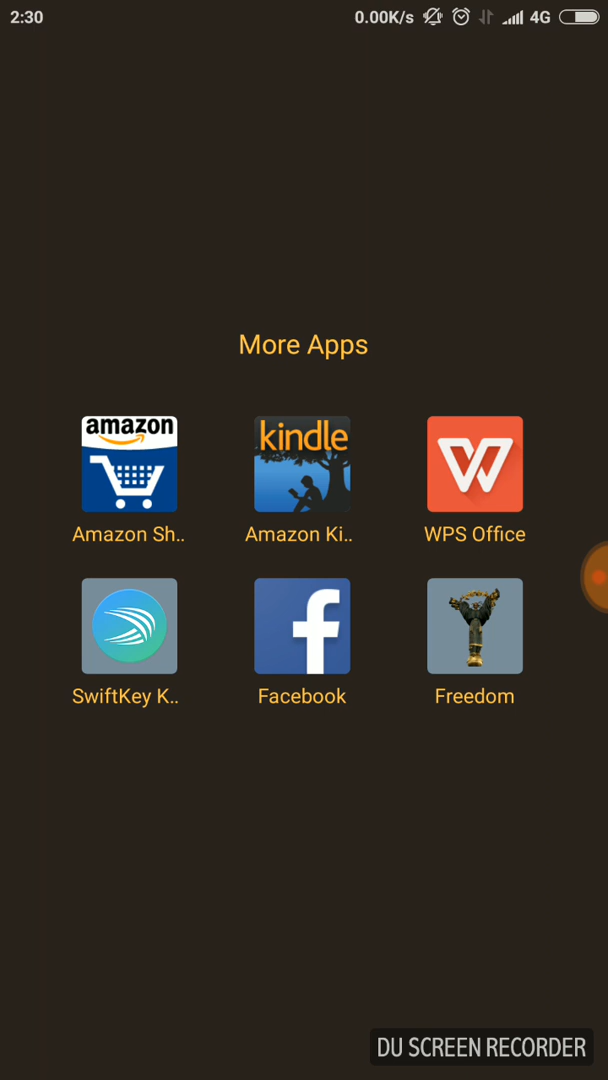 2:30
0.00K/s
4G
More Apps
amazon
kindle
W
Amazon Sh..
Amazon Ki..
WPS Office
f
SwiftKey K..
Facebook
Freedom
DU SCREEN RECORDER